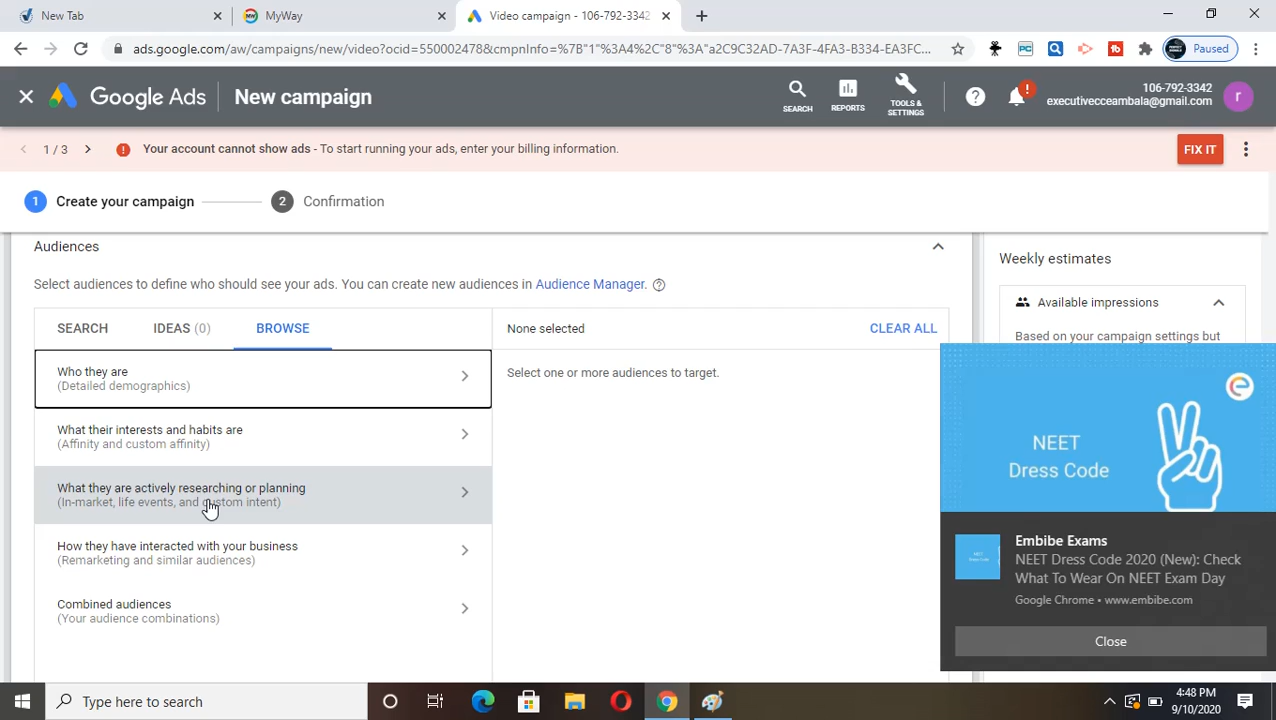 New Tab
MyWay
Video campaign - 106-792-3342
ads.google.com/aw/campaigns/new/video?ocid=550002478&cmpnInfo=%7B"1"%3A4%2C"8"%3A"a2C9C32AD-7A3F-4FA3-B334-EA3FC...
Paused
Google Ads
New campaign
SEARCH
REPORTS
TOOLS &
SETTINGS
106-792-3342
executivecceambala@gmail.com
r
1 / 3
Your account cannot show ads - To start running your ads, enter your billing information.
FIX IT
1 Create your campaign
2 Confirmation
Audiences
Select audiences to define who should see your ads. You can create new audiences in Audience Manager.
SEARCH
IDEAS (0)
BROWSE
None selected
CLEAR ALL
Who they are
(Detailed demographics)
Select one or more audiences to target.
What their interests and habits are
(Affinity and custom affinity)
What they are actively researching or planning
(In-market, life events, and custom intent)
How they have interacted with your business
(Remarketing and similar audiences)
Combined audiences
(Your audience combinations)
Weekly estimates
Available impressions
Based on your campaign settings but
NEET
Dress Code
Embibe Exams
NEET Dress Code 2020 (New): Check
What To Wear On NEET Exam Day
Google Chrome • www.embibe.com
Close
Type here to search
4:48 PM
9/10/2020